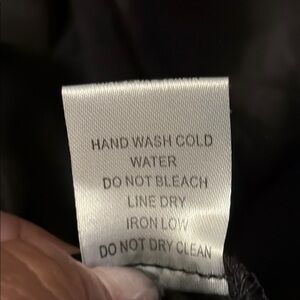 HAND WASH COLD
WATER
DO NOT BLEACH
LINE DRY
IRON LOW
DO NOT DRY CLEAN